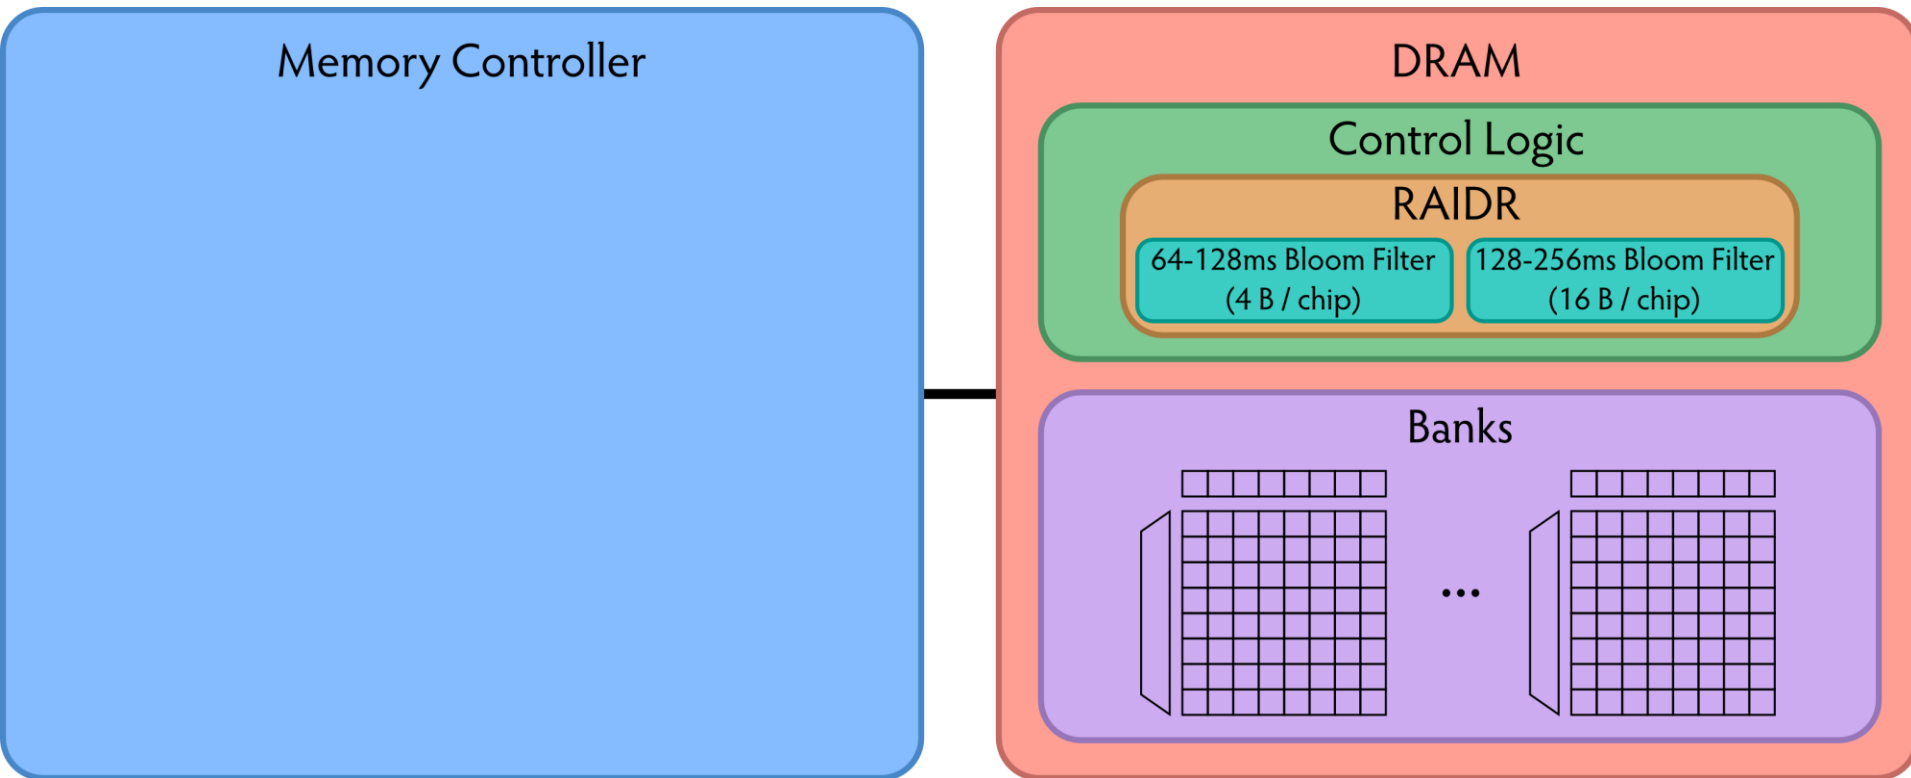 Memory Controller
DRAM
Control Logic
RAIDR
64-128ms Bloom Filter
(4 B / chip)
128-256ms Bloom Filter
(16 B / chip)
Banks
...